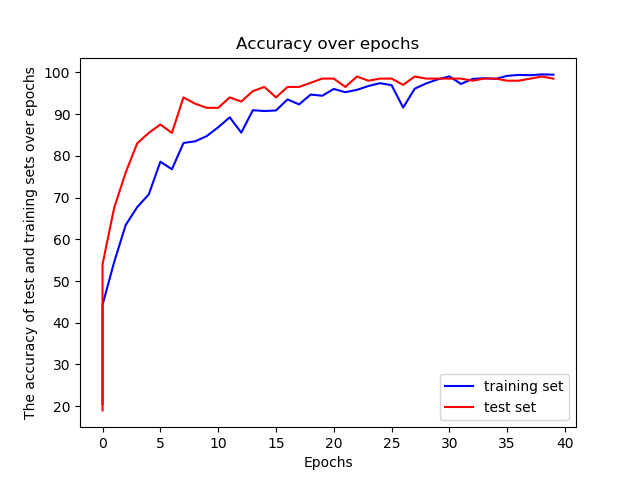 Accuracy over epochs
The accuracy of test and training sets over epochs
100
90
80
70
60
50
40
30
20
0 5 10 15 20 25 30 35 40
Epochs
training set
test set